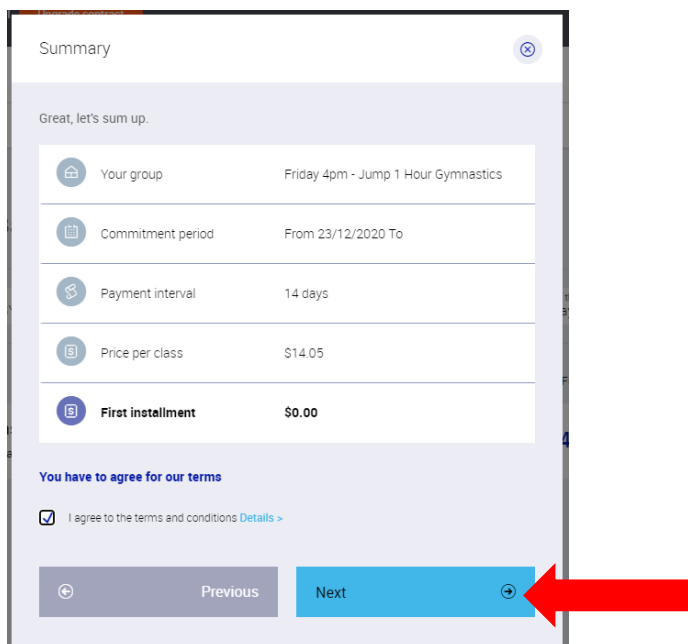 Upgrade contract
Summary
Great, let's sum up.
Your group Friday 4pm - Jump 1 Hour Gymnastics
Commitment period From 23/12/2020 To
Payment interval 14 days
Price per class $14.05
First installment $0.00
You have to agree for our terms
I agree to the terms and conditions Details >
Previous Next